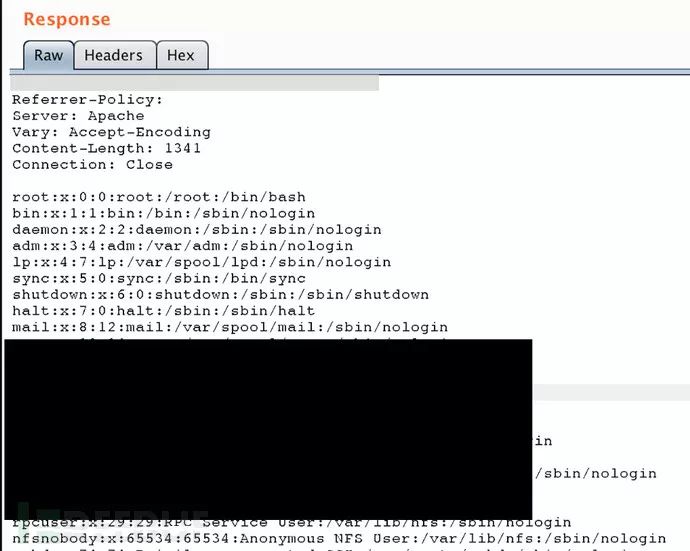 Response
Raw Headers Hex
Referrer-Policy:
Server: Apache
Vary: Accept-Encoding
Content-Length: 1341
Connection: Close
root:x:0:0:root:/root:/bin/bash
bin:x:1:1:bin:/bin:/sbin/nologin
daemon:x:2:2:daemon:/sbin:/sbin/nologin
adm:x:3:4:adm:/var/adm:/sbin/nologin
lp:x:4:7:lp:/var/spool/lpd:/sbin/nologin
sync:x:5:0:sync:/sbin:/bin/sync
shutdown:x:6:0:shutdown:/sbin:/sbin/shutdown
halt:x:7:0:halt:/sbin:/sbin/halt
mail:x:8:12:mail:/var/spool/mail:/sbin/nologin
in
/sbin/nologin
rpcuser:x:29:29:RPC Service User:/var/lib/nfs:/sbin/nologin
nfsnobody:x:65534:65534:Anonymous NFS User:/var/lib/nfs:/sbin/nologin